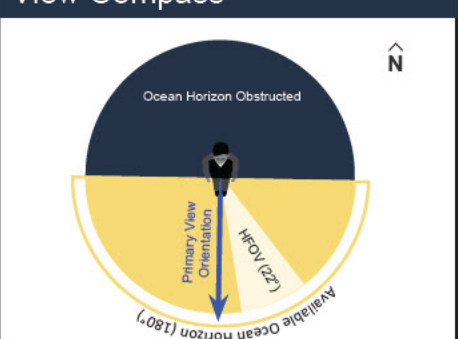 View Compass
N
Ocean Horizon Obstructed
Primary View
Orientation
HFOV (22°)
Available Ocean Horizon (180°)